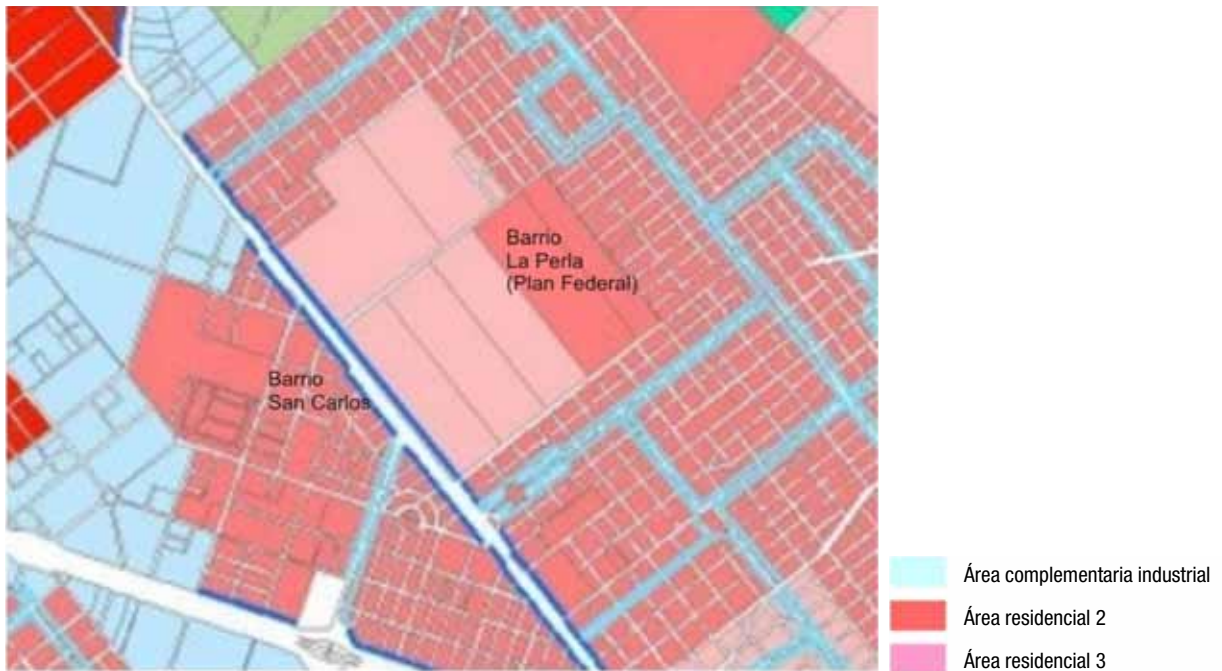 Barrio
La Perla
(Plan Federal)
Barrio
San Carlos
Área complementaria industrial
Área residencial 2
Área residencial 3